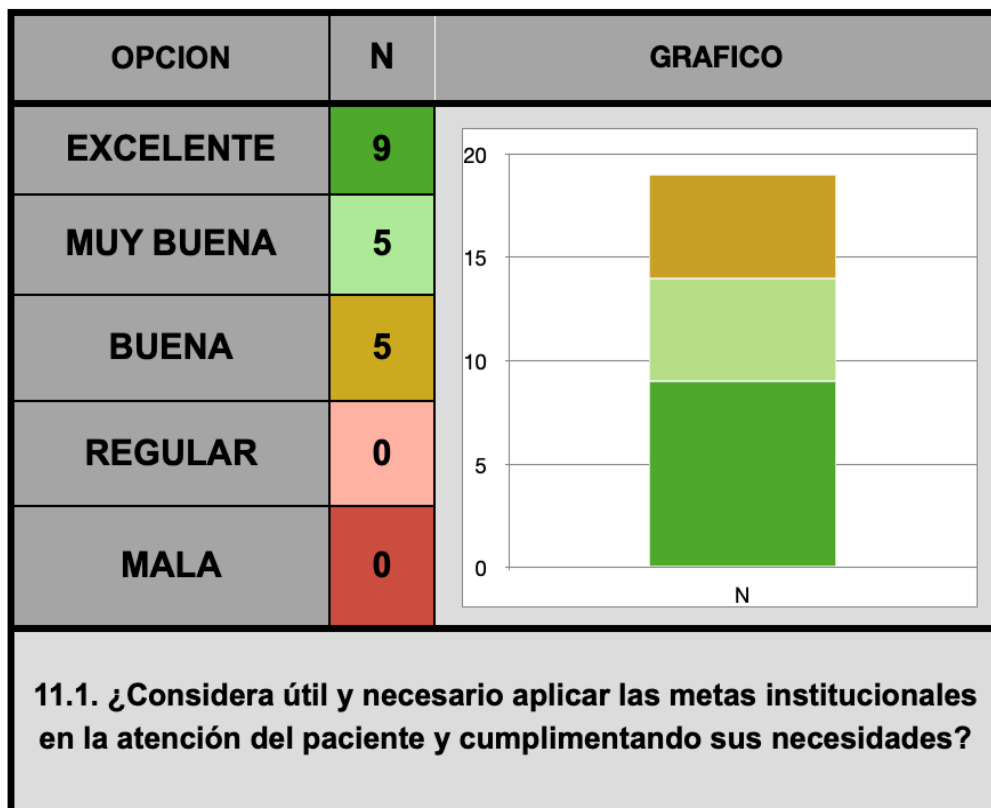 OPCION N GRAFICO
EXCELENTE 9
MUY BUENA 5
BUENA 5
REGULAR 0
MALA 0
20
15
10
5
0
N
11.1. ¿Considera útil y necesario aplicar las metas institucionales
en la atención del paciente y cumplimentando sus necesidades?